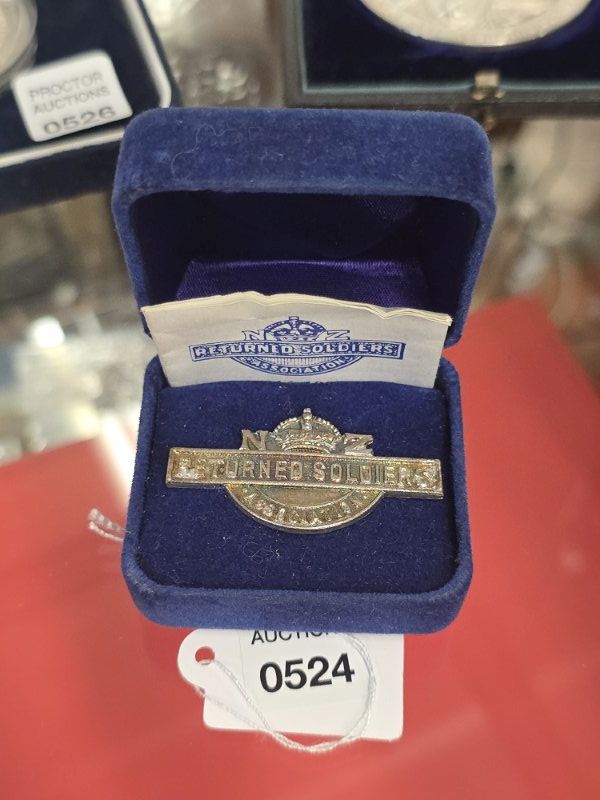 PROCTOR
AUCTIONS
0526
N Z
RETURNED SOLDIERS
ASSOCIATION
N Z
RETURNED SOLDIERS
ASSOCIATION
0524